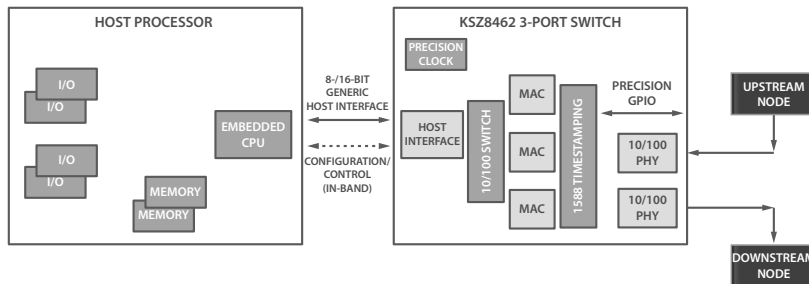 HOST PROCESSOR
I/O
I/O
I/O
I/O
MEMORY
MEMORY
EMBEDDED
CPU
8-/16-BIT
GENERIC
HOST INTERFACE
CONFIGURATION/
CONTROL
(IN-BAND)
KSZ8462 3-PORT SWITCH
PRECISION
CLOCK
HOST
INTERFACE
10/100 SWITCH
MAC
MAC
MAC
1588 TIMESTAMPING
PRECISION
GPIO
10/100
PHY
10/100
PHY
UPSTREAM
NODE
DOWNSTREAM
NODE